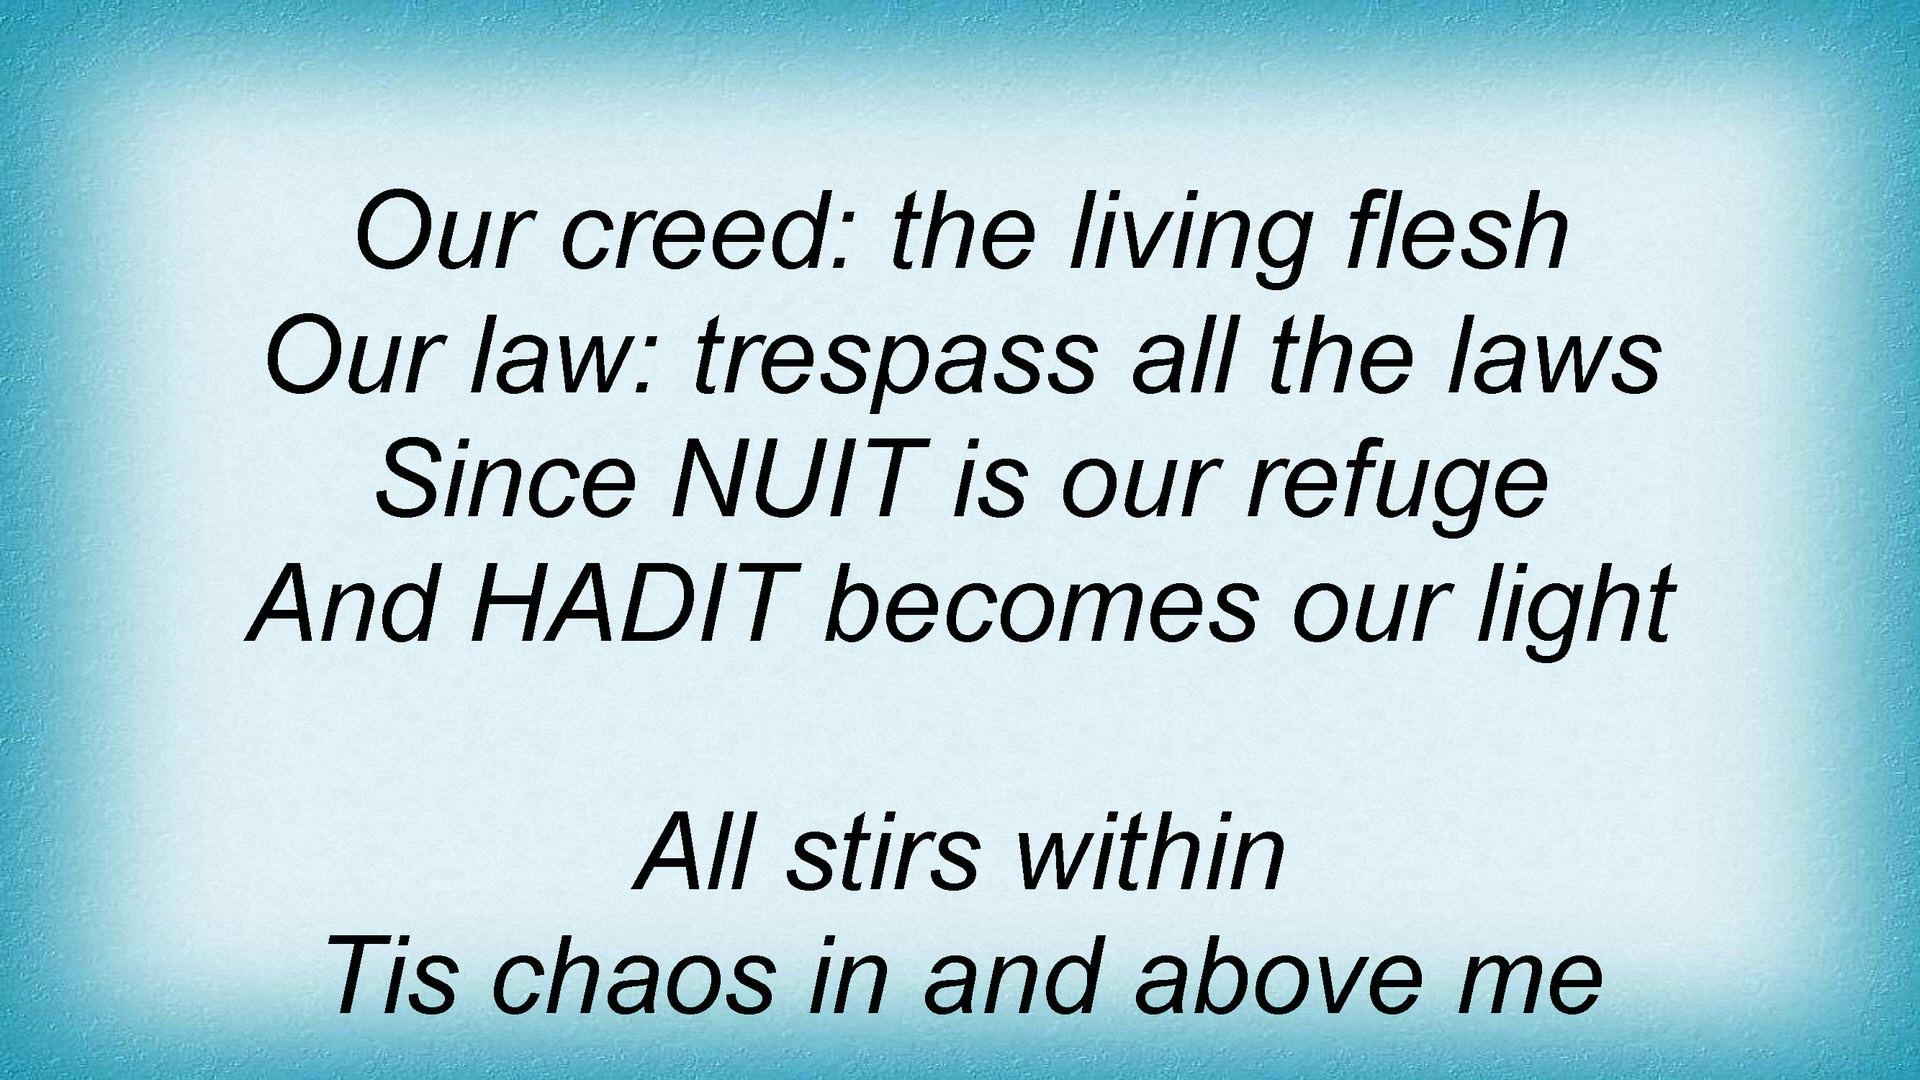 Our creed: the living flesh
Our law: trespass all the laws
Since NUIT is our refuge
And HADIT becomes our light
All stirs within
Tis chaos in and above me